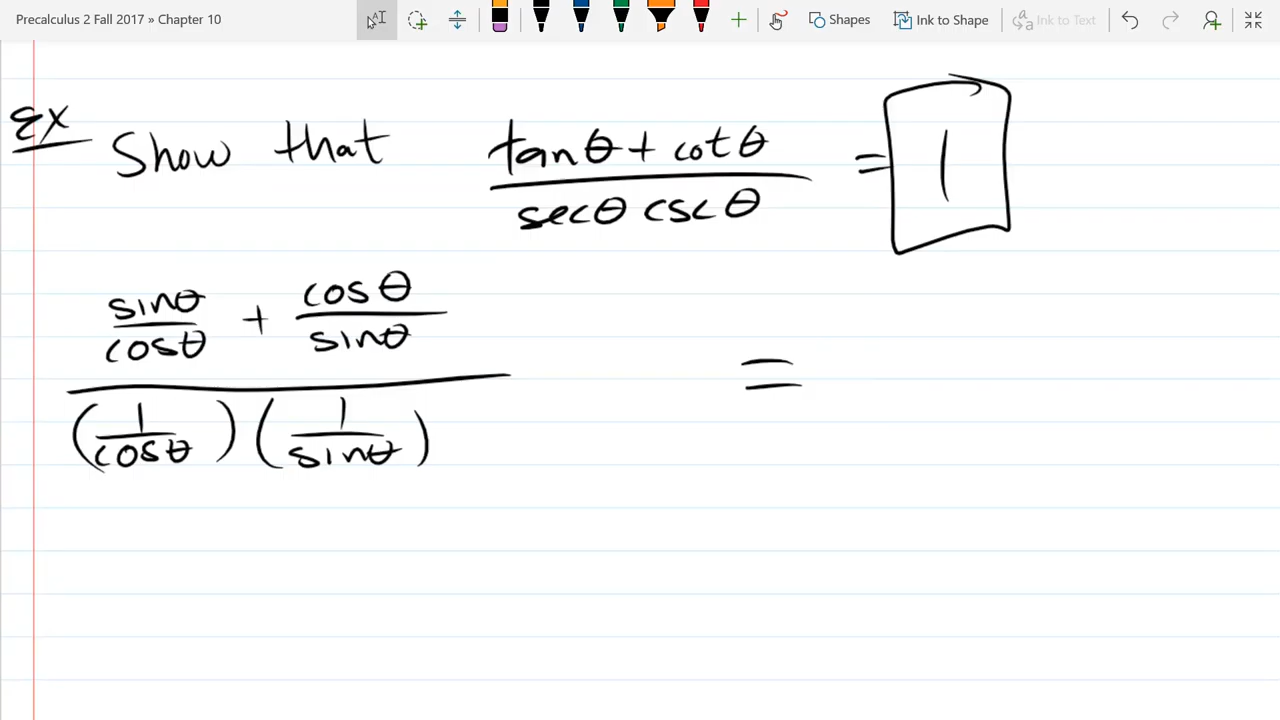 Precalculus 2 Fall 2017 » Chapter 10
Shapes
Ink to Shape
Ink to Text
Ex Show that (tanθ + cotθ)/(secθ cscθ) = 1
(sinθ/cosθ + cosθ/sinθ)/((1/cosθ)(1/sinθ)) =